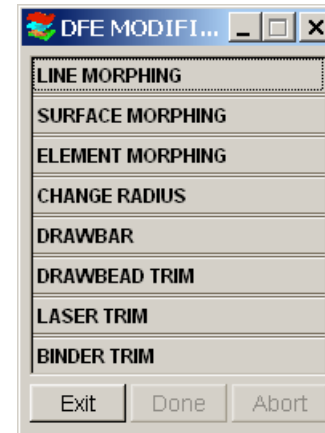 DFE MODIFI...
LINE MORPHING
SURFACE MORPHING
ELEMENT MORPHING
CHANGE RADIUS
DRAWBAR
DRAWBEAD TRIM
LASER TRIM
BINDER TRIM
Exit Done Abort